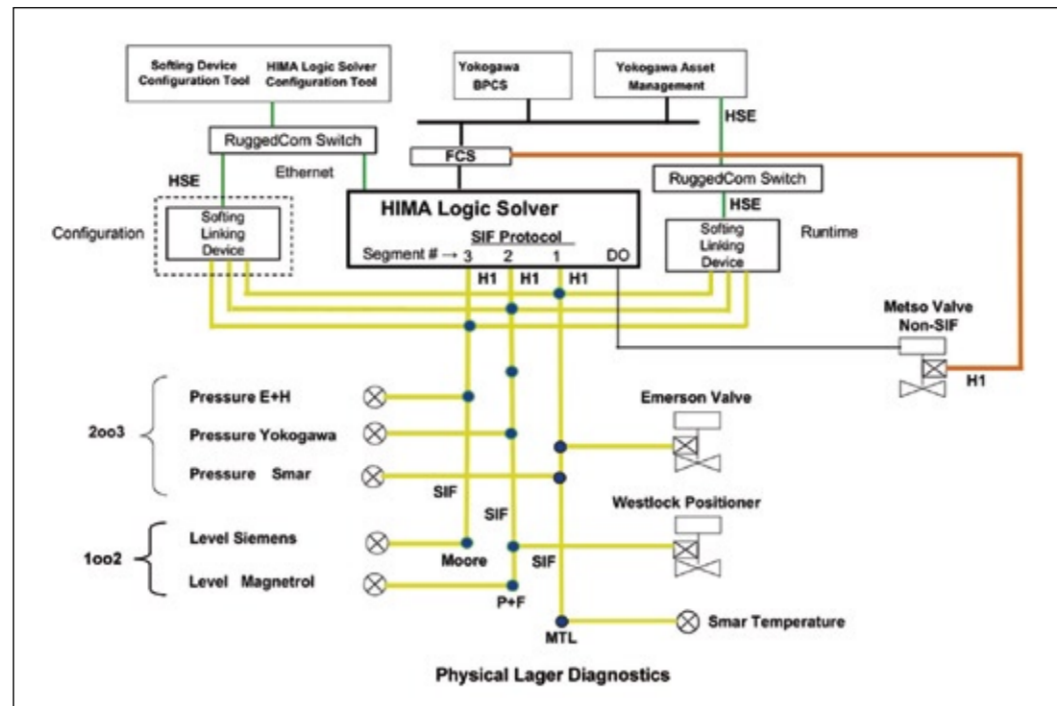 Softing Device HIMA Logic Solver
Configuration Tool Configuration Tool
Yokogawa
BPCS
Yokogawa Asset
Management
HSE
RuggedCom Switch
Ethernet
FCS
HSE
RuggedCom Switch
HSE
Configuration
Softing
Linking
Device
HIMA Logic Solver
SIF Protocol
Segment # → 3 2 1 DO
H1 H1 H1
Softing
Linking
Device
Runtime
Metso Valve
Non-SIF
H1
2oo3
Pressure E+H
Pressure Yokogawa
Pressure Smar
Emerson Valve
SIF
SIF
SIF
Westlock Positioner
1oo2
Level Siemens
Level Magnetrol
Moore
P+F
MTL
Smar Temperature
Physical Lager Diagnostics